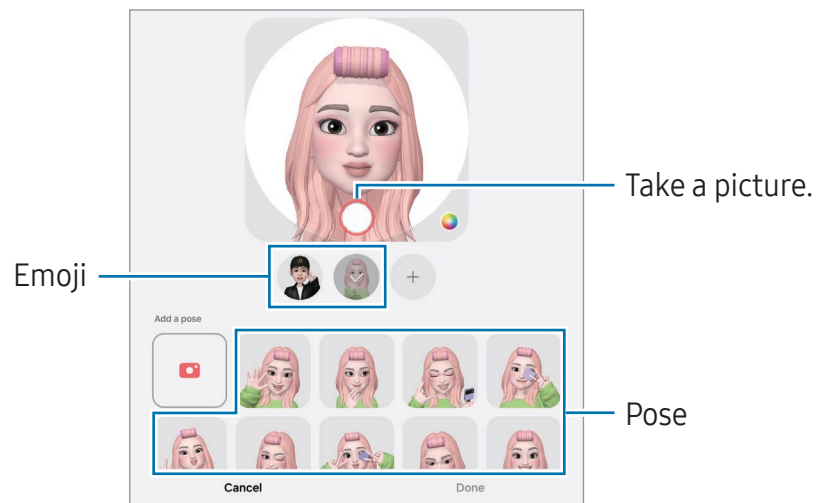 Take a picture.
Emoji
+
Add a pose
Pose
Cancel
Done